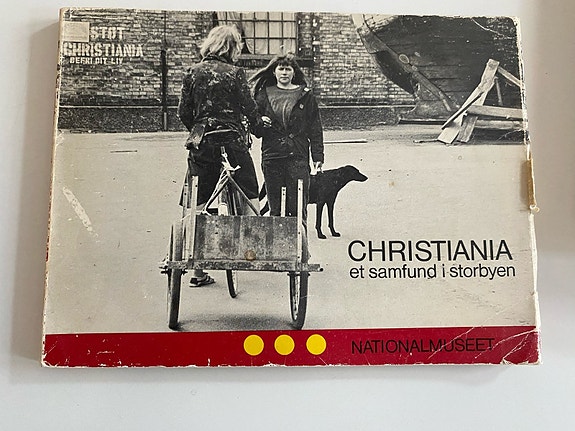 STØT
CHRISTIANIA
BEFRI DIT LIV
CHRISTIANIA
et samfund i storbyen
NATIONALMUSEET